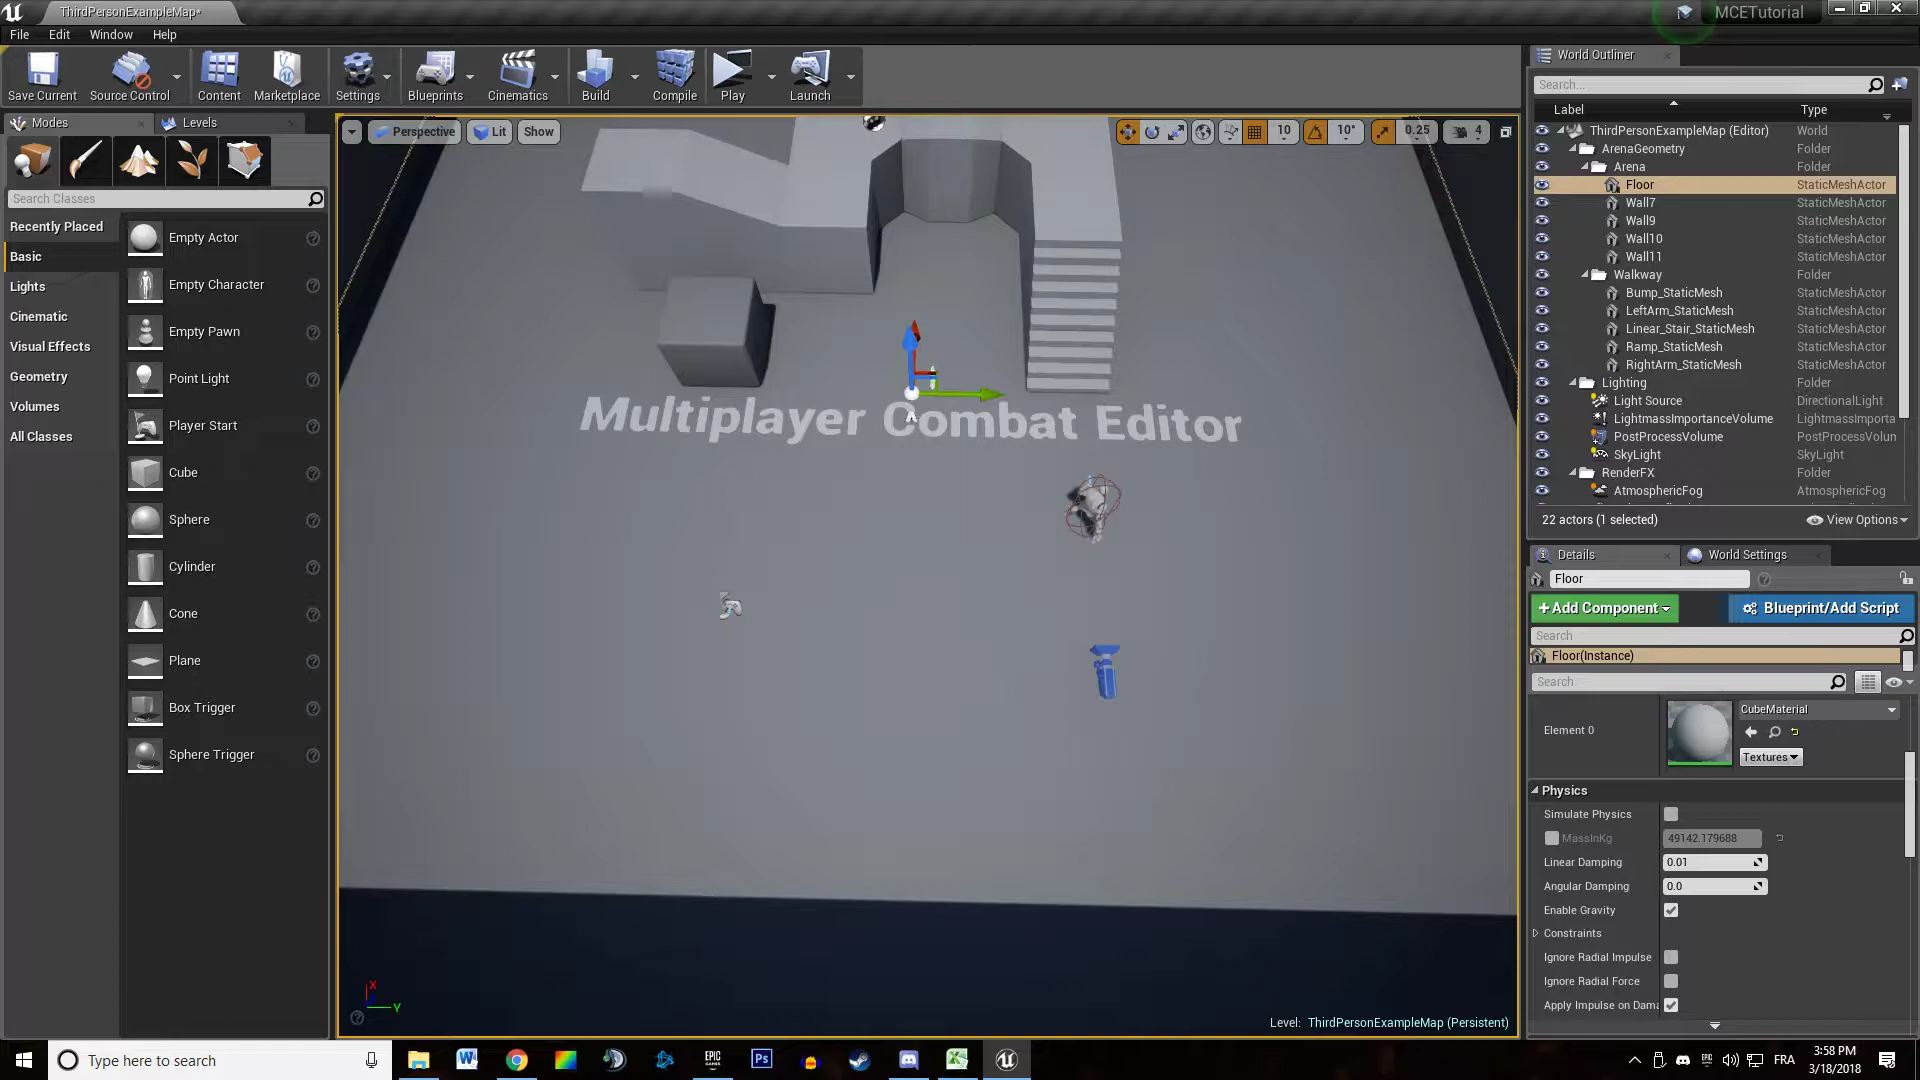 ThirdPersonExampleMap*
MCETutorial
File Edit Window Help
Save Current
Source Control
Content
Marketplace
Settings
Blueprints
Cinematics
Build
Compile
Play
Launch
Modes
Levels
Search Classes
Recently Placed
Basic
Lights
Cinematic
Visual Effects
Geometry
Volumes
All Classes
Empty Actor
Empty Character
Empty Pawn
Point Light
Player Start
Cube
Sphere
Cylinder
Cone
Plane
Box Trigger
Sphere Trigger
Perspective
Lit
Show
10
10°
0.25
4
Multiplayer Combat Editor
X
Y
Level: ThirdPersonExampleMap (Persistent)
World Outliner
Search...
Label Type
ThirdPersonExampleMap (Editor) World
ArenaGeometry Folder
Arena Folder
Floor StaticMeshActor
Wall7 StaticMeshActor
Wall9 StaticMeshActor
Wall10 StaticMeshActor
Wall11 StaticMeshActor
Walkway Folder
Bump_StaticMesh StaticMeshActor
LeftArm_StaticMesh StaticMeshActor
Linear_Stair_StaticMesh StaticMeshActor
Ramp_StaticMesh StaticMeshActor
RightArm_StaticMesh StaticMeshActor
Lighting Folder
Light Source DirectionalLight
LightmassImportanceVolume LightmassImporta
PostProcessVolume PostProcessVolun
SkyLight SkyLight
RenderFX Folder
AtmosphericFog AtmosphericFog
22 actors (1 selected) View Options
Details
World Settings
Floor
+Add Component
Blueprint/Add Script
Search
Floor(Instance)
Search
Element 0
CubeMaterial
Textures
Physics
Simulate Physics
MassInKg 49142.179688
Linear Damping 0.01
Angular Damping 0.0
Enable Gravity
Constraints
Ignore Radial Impulse
Ignore Radial Force
Apply Impulse on Dama
Type here to search
EPIC GAMES
Ps
FRA
3:58 PM
3/18/2018